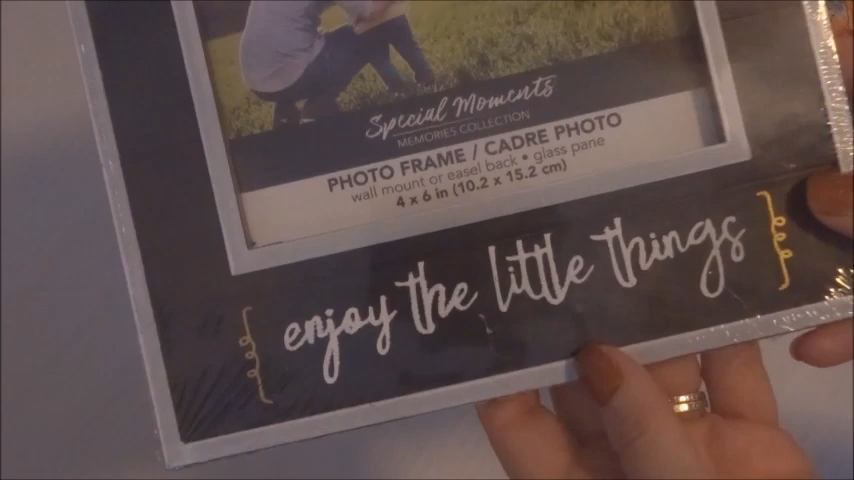 Special Moments
MEMORIES COLLECTION
PHOTO FRAME / CADRE PHOTO
wall mount or easel back • glass pane
4 x 6 in (10.2 x 15.2 cm)
enjoy the little things